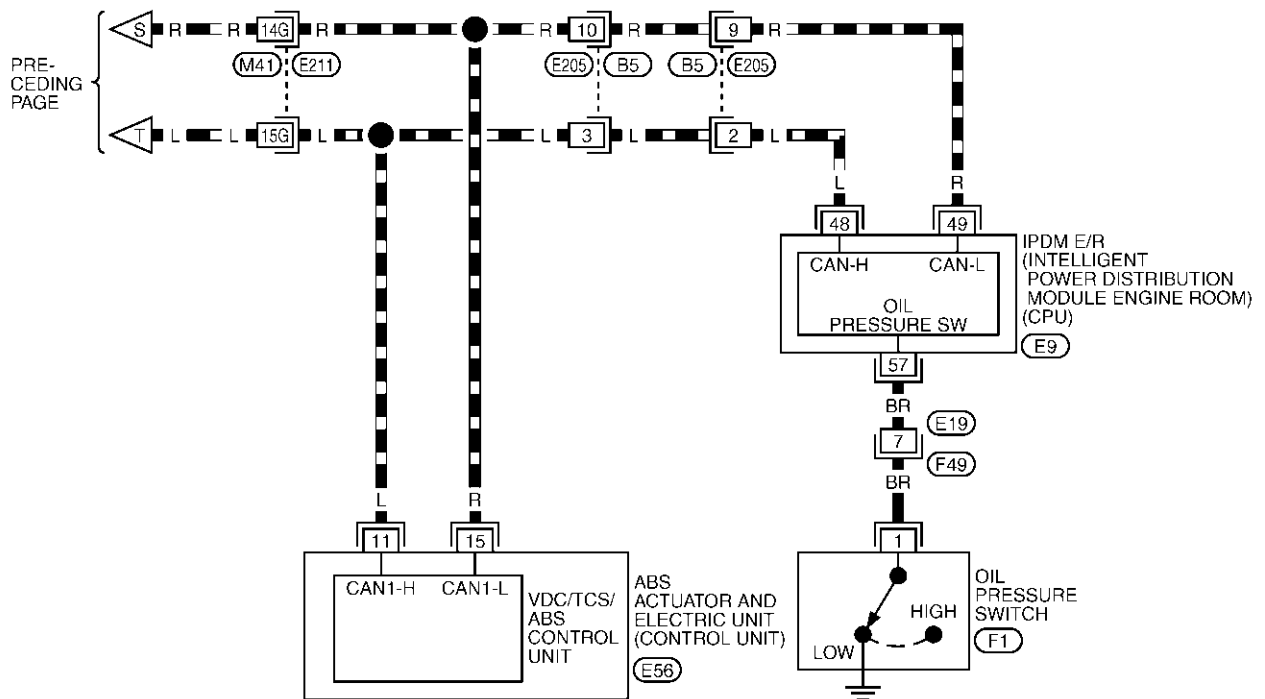 PRE-
CEDING
PAGE
S R R 14G R R R 10 R R 9 R
M41 E211 E205 B5 B5 E205
T L L 15G L L 3 L L 2 L
L R
48 49
CAN-H CAN-L
OIL
PRESSURE SW
IPDM E/R
(INTELLIGENT
POWER DISTRIBUTION
MODULE ENGINE ROOM)
(CPU)
E9
57
BR
E19
7
F49
BR
L R
11 15
CAN1-H CAN1-L
VDC/TCS/
ABS
CONTROL
UNIT
ABS
ACTUATOR AND
ELECTRIC UNIT
(CONTROL UNIT)
E56
1
HIGH
LOW
OIL
PRESSURE
SWITCH
F1